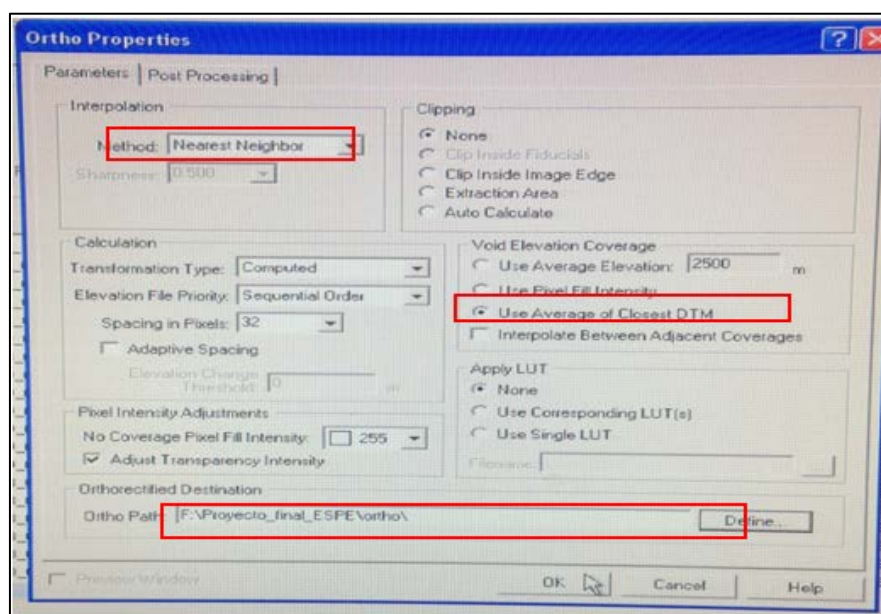 Ortho Properties
Parameters
Post Processing
Interpolation
Method: Nearest Neighbor
Sharpness: 0.500
Clipping
None
Clip Inside Fiducials
Clip Inside Image Edge
Extraction Area
Auto Calculate
Calculation
Transformation Type: Computed
Elevation File Priority: Sequential Order
Spacing in Pixels: 32
Adaptive Spacing
Elevation Change
Threshold: 0 m
Void Elevation Coverage
Use Average Elevation: 2500 m
Use Pixel Fill Intensity
Use Average of Closest DTM
Interpolate Between Adjacent Coverages
Apply LUT
None
Use Corresponding LUT(s)
Use Single LUT
Filename:
...
Pixel Intensity Adjustments
No Coverage Pixel Fill Intensity: 255
Adjust Transparency Intensity
Orthorectified Destination
Ortho Path: F:\Proyecto_final_ESPE\ortho\
Define...
Preview Window
OK
Cancel
Help